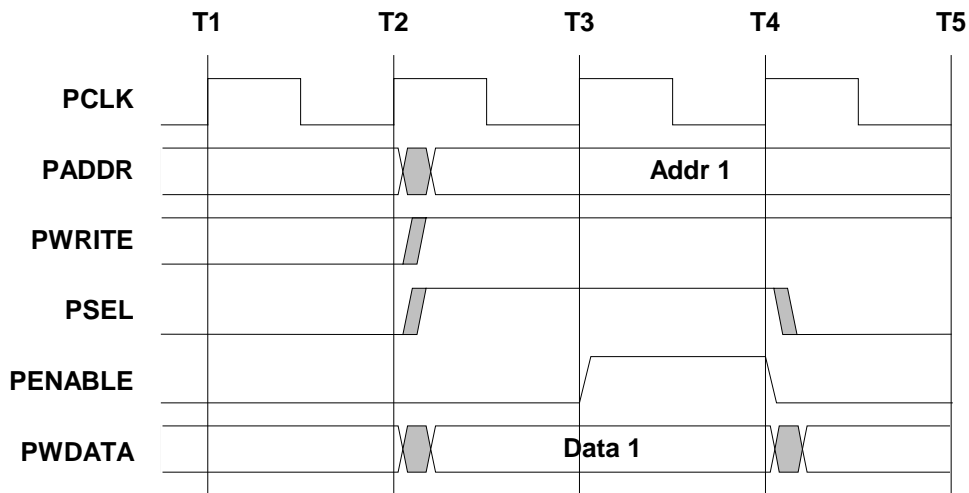 T1 T2 T3 T4 T5
PCLK
PADDR Addr 1
PWRITE
PSEL
PENABLE
PWDATA Data 1